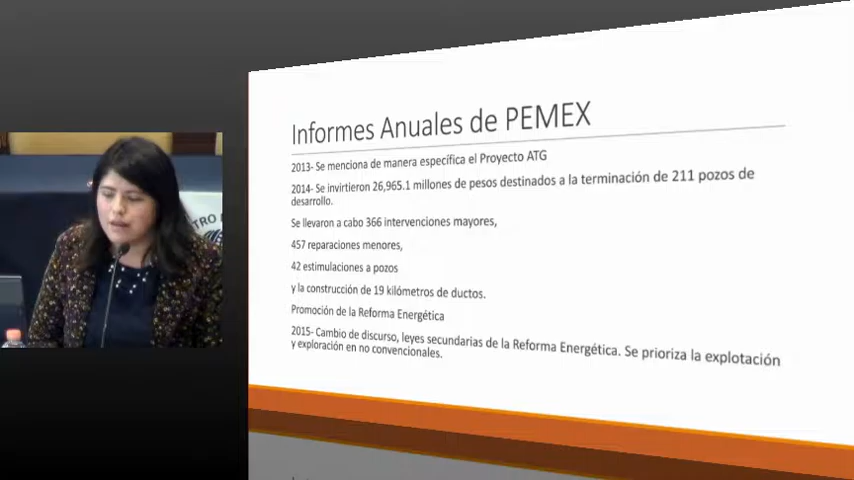 Informes Anuales de PEMEX
2013- Se menciona de manera específica el Proyecto ATG
2014- Se invirtieron 26,965.1 millones de pesos destinados a la terminación de 211 pozos de
desarrollo.
Se llevaron a cabo 366 intervenciones mayores,
457 reparaciones menores,
42 estimulaciones a pozos
y la construcción de 19 kilómetros de ductos.
Promoción de la Reforma Energética
2015- Cambio de discurso, leyes secundarias de la Reforma Energética. Se prioriza la explotación
y exploración en no convencionales.